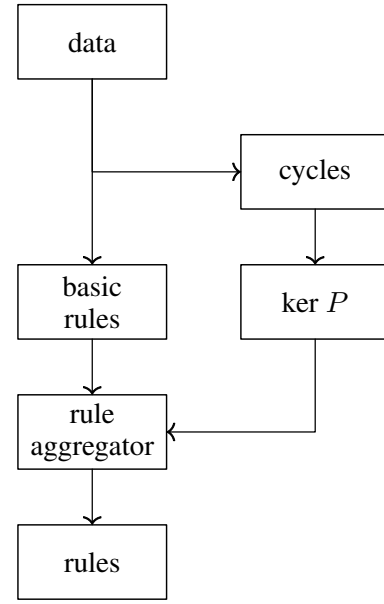 data
cycles
basic
rules
ker P
rule
aggregator
rules